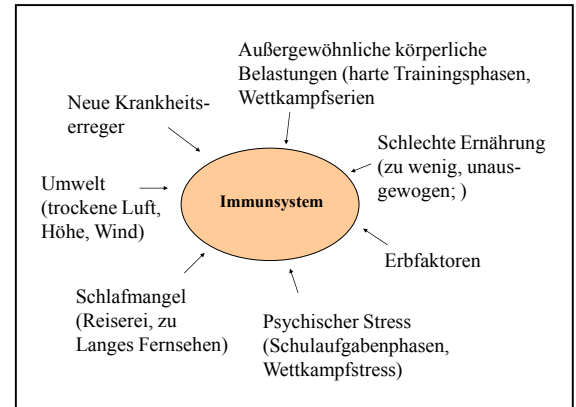 Außergewöhnliche körperliche
Belastungen (harte Trainingsphasen,
Wettkampfserien
Neue Krankheits-
erreger
Schlechte Ernährung
(zu wenig, unaus-
gewogen; )
Umwelt
(trockene Luft,
Höhe, Wind)
Immunsystem
Erbfaktoren
Schlafmangel
(Reiserei, zu
Langes Fernsehen)
Psychischer Stress
(Schulaufgabenphasen,
Wettkampfstress)